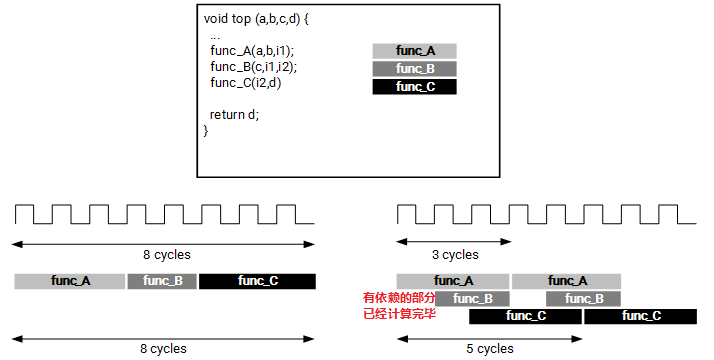 void top (a,b,c,d) {
...
func_A(a,b,i1);
func_B(c,i1,i2);
func_C(i2,d)
return d;
}
func_A
func_B
func_C
8 cycles
func_A func_B func_C
8 cycles
3 cycles
func_A func_A
有依赖的部分 func_B func_B
已经计算完毕 func_C func_C
5 cycles